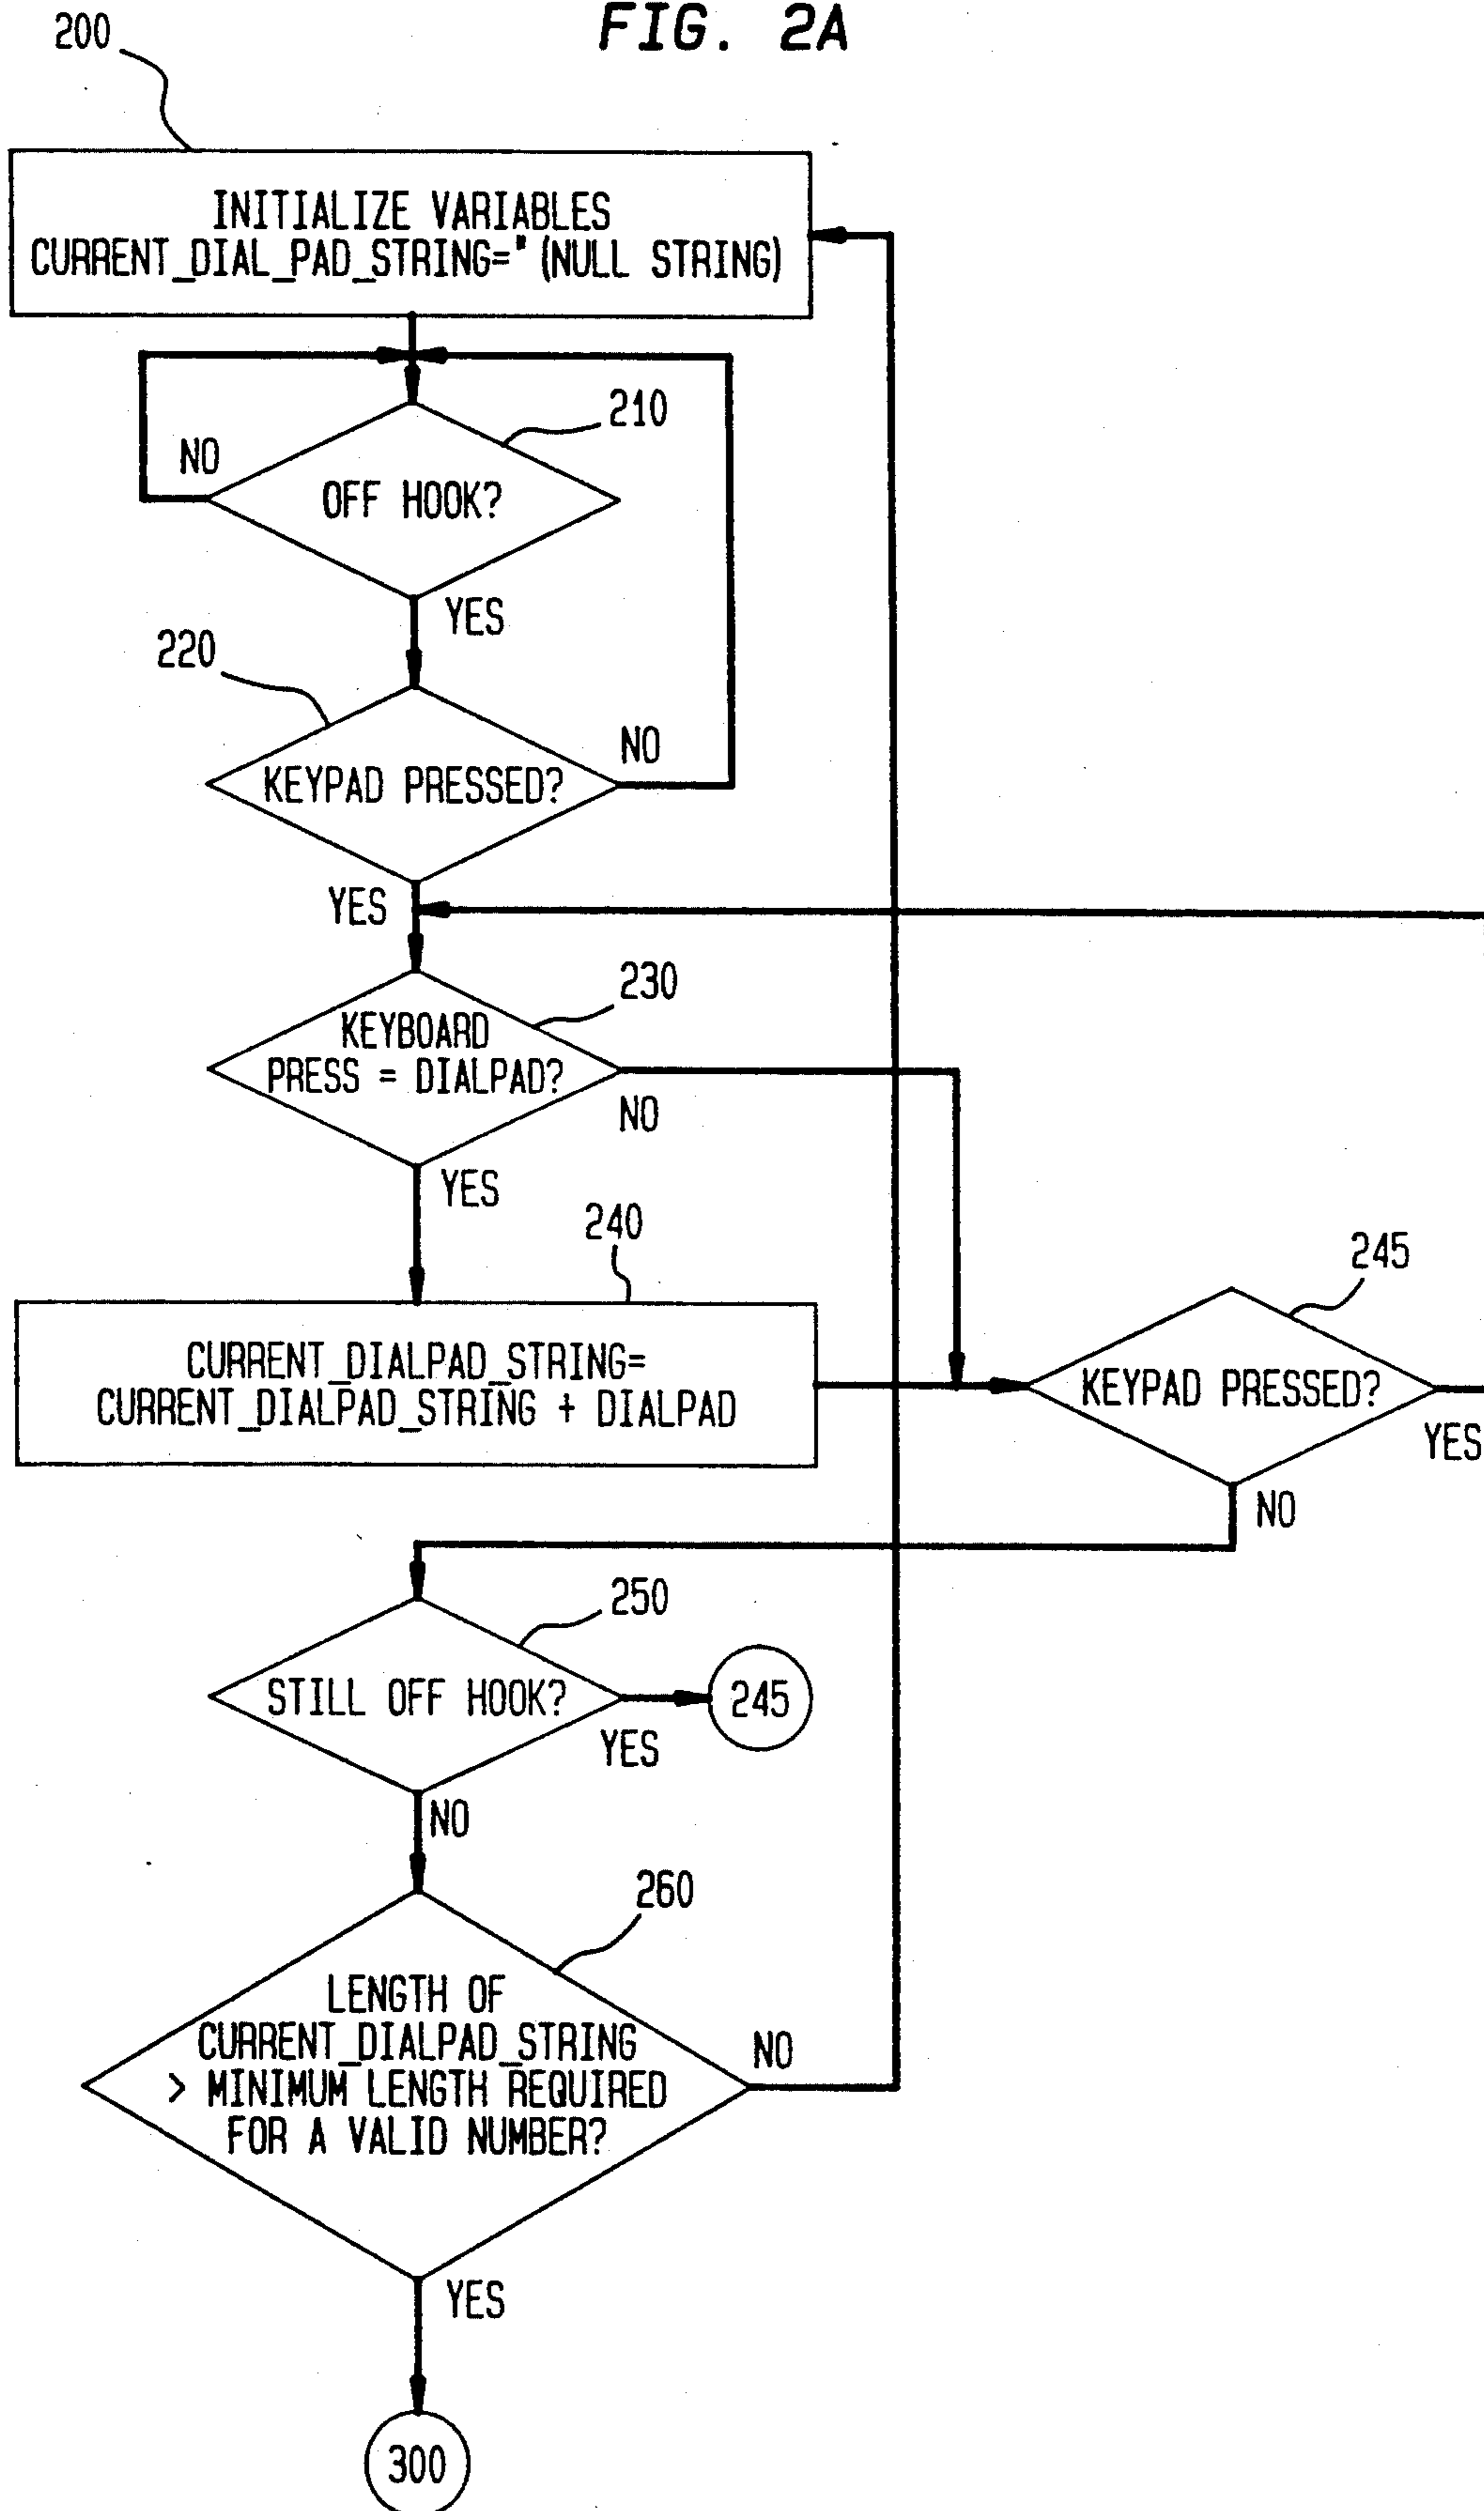 FIG. 2A
200
INITIALIZE VARIABLES
CURRENT_DIAL_PAD_STRING=" (NULL STRING)
210
NO
OFF HOOK?
YES
220
NO
KEYPAD PRESSED?
YES
230
KEYBOARD
PRESS = DIALPAD?
NO
YES
240
245
CURRENT_DIALPAD_STRING=
CURRENT_DIALPAD_STRING + DIALPAD
KEYPAD PRESSED?
YES
NO
250
STILL OFF HOOK?
245
YES
NO
260
LENGTH OF
CURRENT_DIALPAD_STRING
> MINIMUM LENGTH REQUIRED
FOR A VALID NUMBER?
NO
YES
300